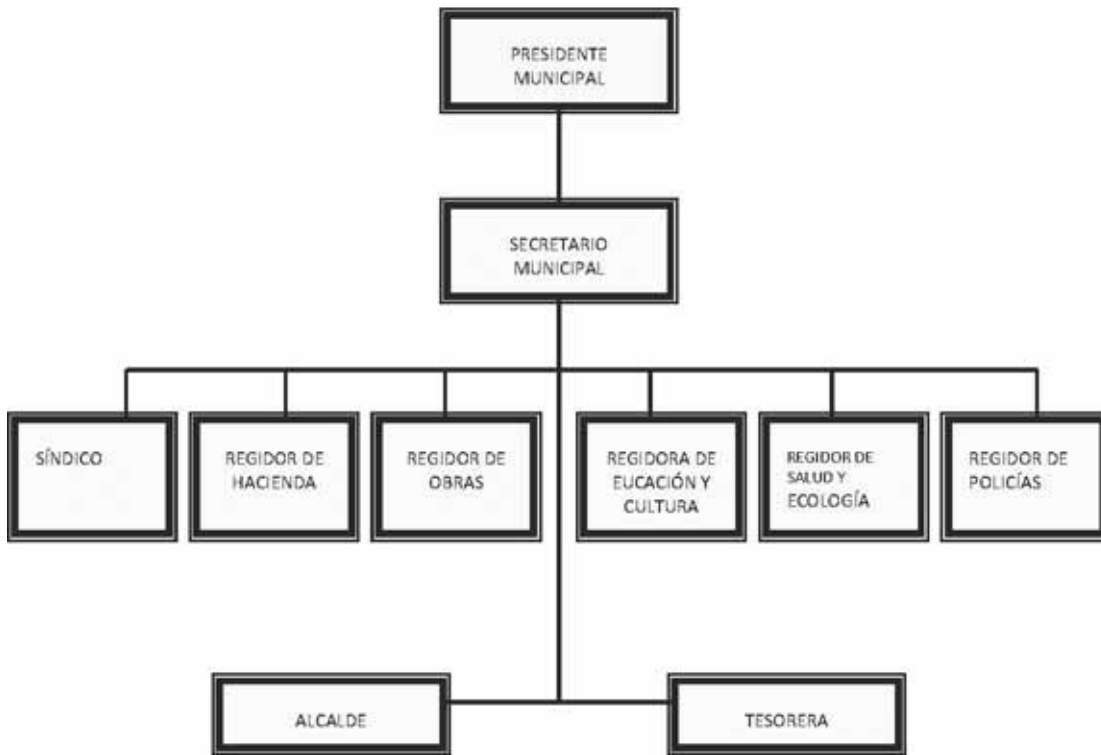 PRESIDENTE
MUNICIPAL
SECRETARIO
MUNICIPAL
SÍNDICO
REGIDOR DE
HACIENDA
REGIDOR DE
OBRAS
REGIDORA DE
EUCACIÓN Y
CULTURA
REGIDOR DE
SALUD Y
ECOLOGÍA
REGIDOR DE
POLICÍAS
ALCALDE
TESORERA